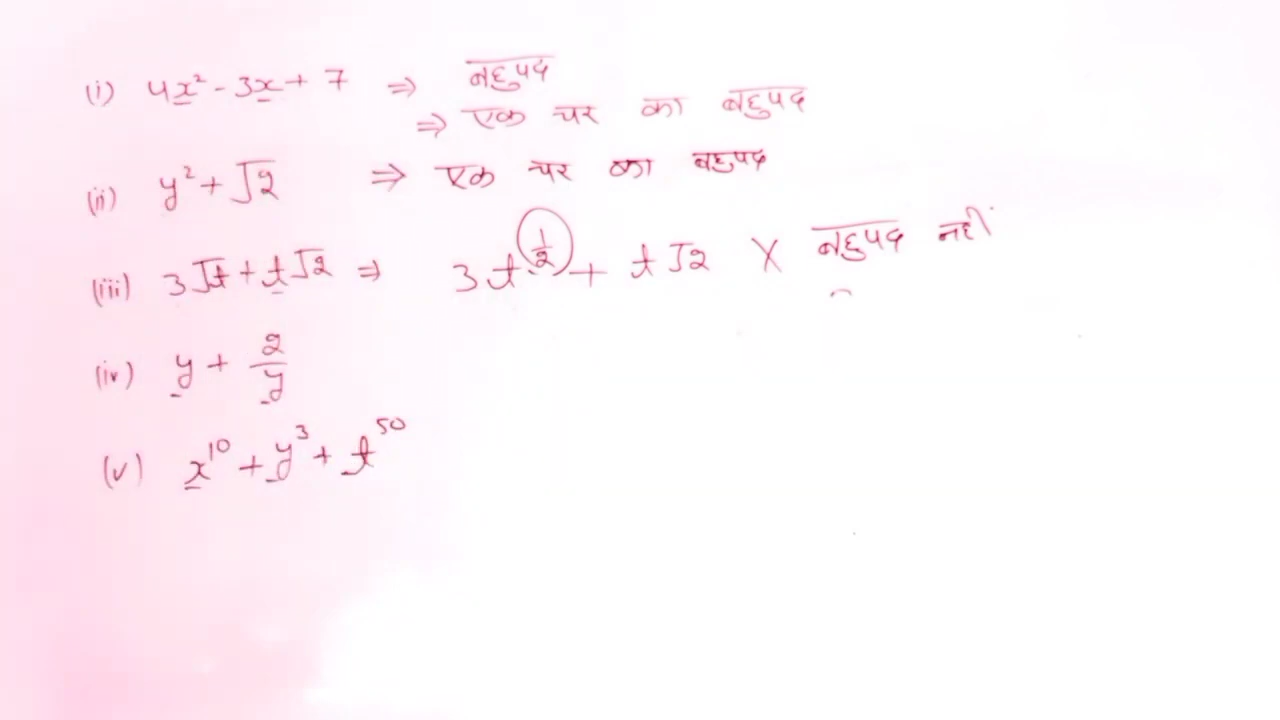 (i) 4x² - 3x + 7 ⇒ बहुपद
⇒ एक चर का बहुपद
(ii) y² + √2 ⇒ एक चर का बहुपद
(iii) 3√t + t√2 ⇒ 3t^(1/2) + t√2 X बहुपद नहीं
(iv) y + 2/y
(v) x¹⁰ + y³ + t⁵⁰